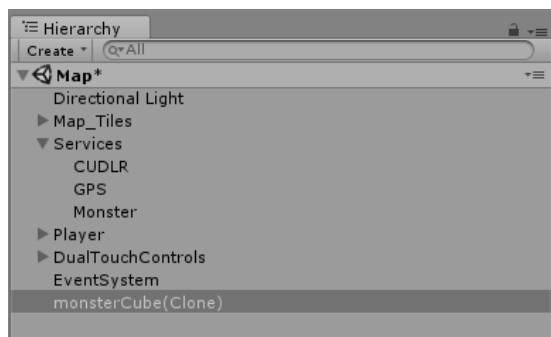 Hierarchy
Create All
Map*
Directional Light
Map_Tiles
Services
CUDLR
GPS
Monster
Player
DualTouchControls
EventSystem
monsterCube(Clone)